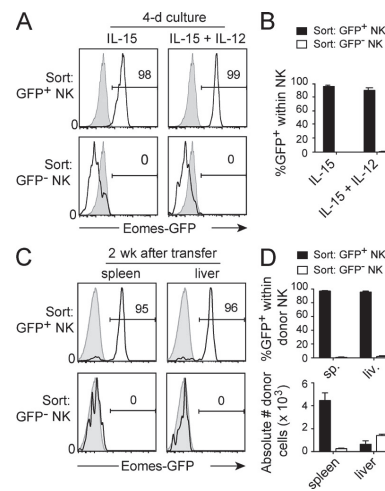 A
4-d culture
IL-15
IL-15 + IL-12
Sort:
GFP⁺ NK
98
99
Sort:
GFP⁻ NK
0
0
Eomes-GFP
B
Sort: GFP⁺ NK
Sort: GFP⁻ NK
%GFP⁺ within NK
100
80
60
40
20
0
IL-15
IL-15 + IL-12
C
2 wk after transfer
spleen
liver
Sort:
GFP⁺ NK
95
96
Sort:
GFP⁻ NK
0
0
Eomes-GFP
D
Sort: GFP⁺ NK
Sort: GFP⁻ NK
%GFP⁺ within
donor NK
100
80
60
40
20
0
sp.
liv.
Absolute # donor
cells (x 10³)
6
4
2
0
spleen
liver